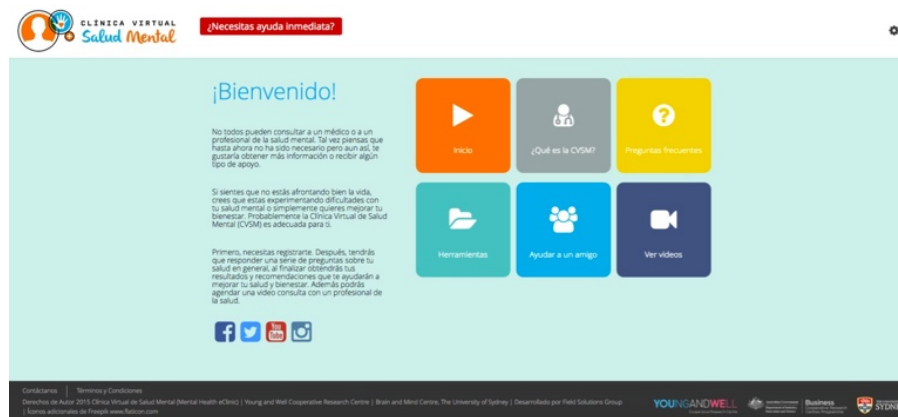 CLÍNICA VIRTUAL
Salud Mental
¿Necesitas ayuda inmediata?
¡Bienvenido!
No todos pueden consultar a un médico o a un
profesional de la salud mental. Tal vez piensas que
hasta ahora no ha sido necesario pero aun así, te
gustaría obtener más información o recibir algún
tipo de apoyo.
Si sientes que no estás afrontando bien la vida,
crees que estas experimentando dificultades con
tu salud mental o simplemente quieres mejorar tu
bienestar. Probablemente la Clínica Virtual de Salud
Mental (CVSM) es adecuada para ti.
Primero, necesitas registrarte. Después, tendrás
que responder una serie de preguntas sobre tu
salud en general, al finalizar obtendrás tus
resultados y recomendaciones que te ayudarán a
mejorar tu salud y bienestar. Además podrás
agendar una video consulta con un profesional de
la salud.
Inicio
¿Qué es la CVSM?
Preguntas frecuentes
Herramientas
Ayudar a un amigo
Ver videos
You
Tube
Contáctanos | Términos y Condiciones
Derechos de Autor 2015 Clínica Virtual de Salud Mental (Mental Health eClinic) | Young and Well Cooperative Research Centre | Brain and Mind Centre, The University of Sydney | Desarrollado por Field Solutions Group
| Íconos adicionales de Freepik www.flaticon.com
YOUNGANDWELL
Business
SYDNEY